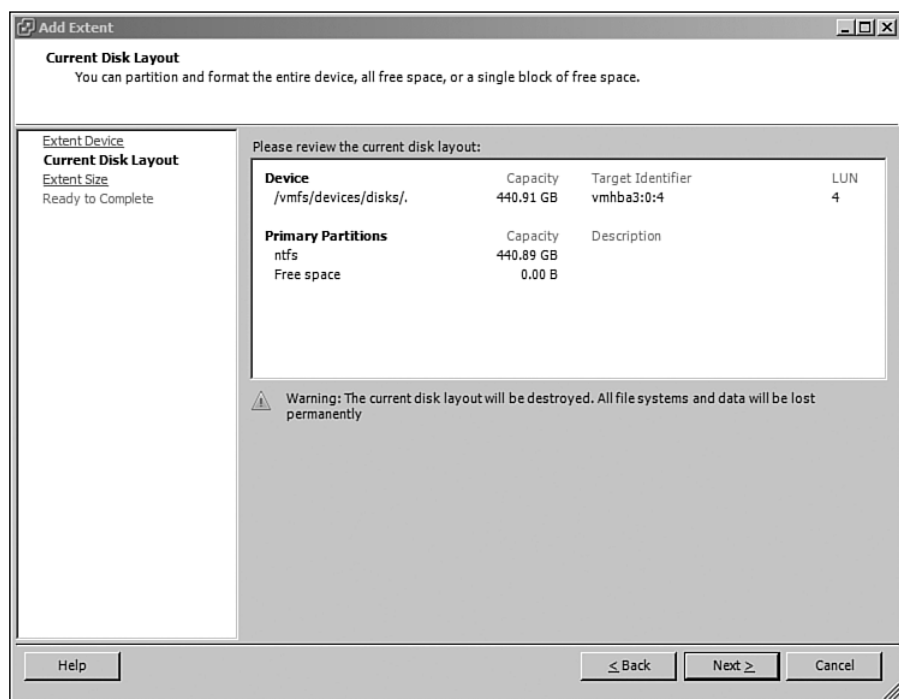 Add Extent
Current Disk Layout
You can partition and format the entire device, all free space, or a single block of free space.
Extent Device
Current Disk Layout
Extent Size
Ready to Complete
Please review the current disk layout:
Device Capacity Target Identifier LUN
/vmfs/devices/disks/. 440.91 GB vmhba3:0:4 4
Primary Partitions Capacity Description
ntfs 440.89 GB
Free space 0.00 B
Warning: The current disk layout will be destroyed. All file systems and data will be lost
permanently
Help
< Back
Next >
Cancel